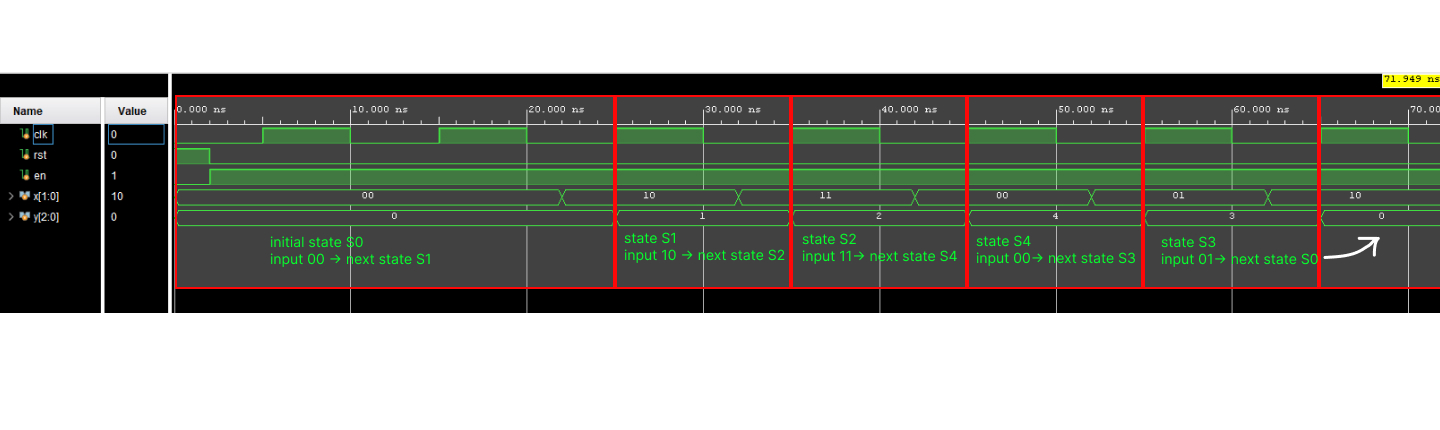 71.949 ns
Name Value
0.000 ns 10.000 ns 20.000 ns 30.000 ns 40.000 ns 50.000 ns 60.000 ns 70.00
clk 0
rst 0
en 1
x[1:0] 10 00 10 11 00 01 10
y[2:0] 0 0 1 2 4 3 0
initial state S0
input 00 → next state S1
state S1
input 10 → next state S2
state S2
input 11→ next state S4
state S4
input 00→ next state S3
state S3
input 01→ next state S0